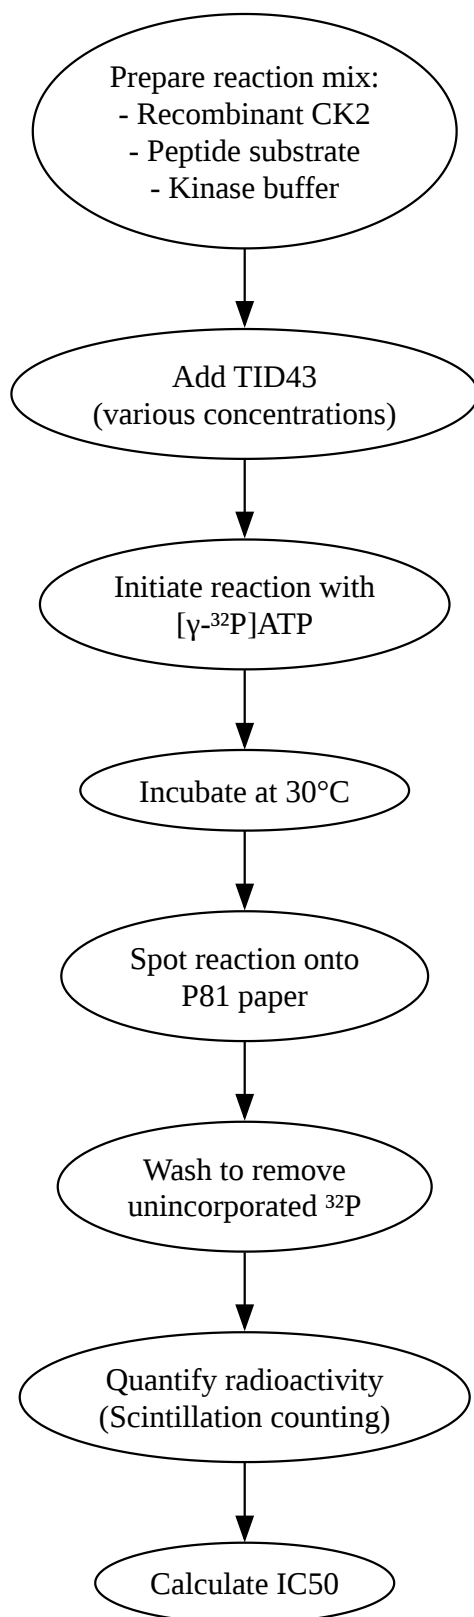 Prepare reaction mix:
- Recombinant CK2
- Peptide substrate
- Kinase buffer
Add TID43
(various concentrations)
Initiate reaction with
[γ-³²P]ATP
Incubate at 30°C
Spot reaction onto
P81 paper
Wash to remove
unincorporated ³²P
Quantify radioactivity
(Scintillation counting)
Calculate IC50